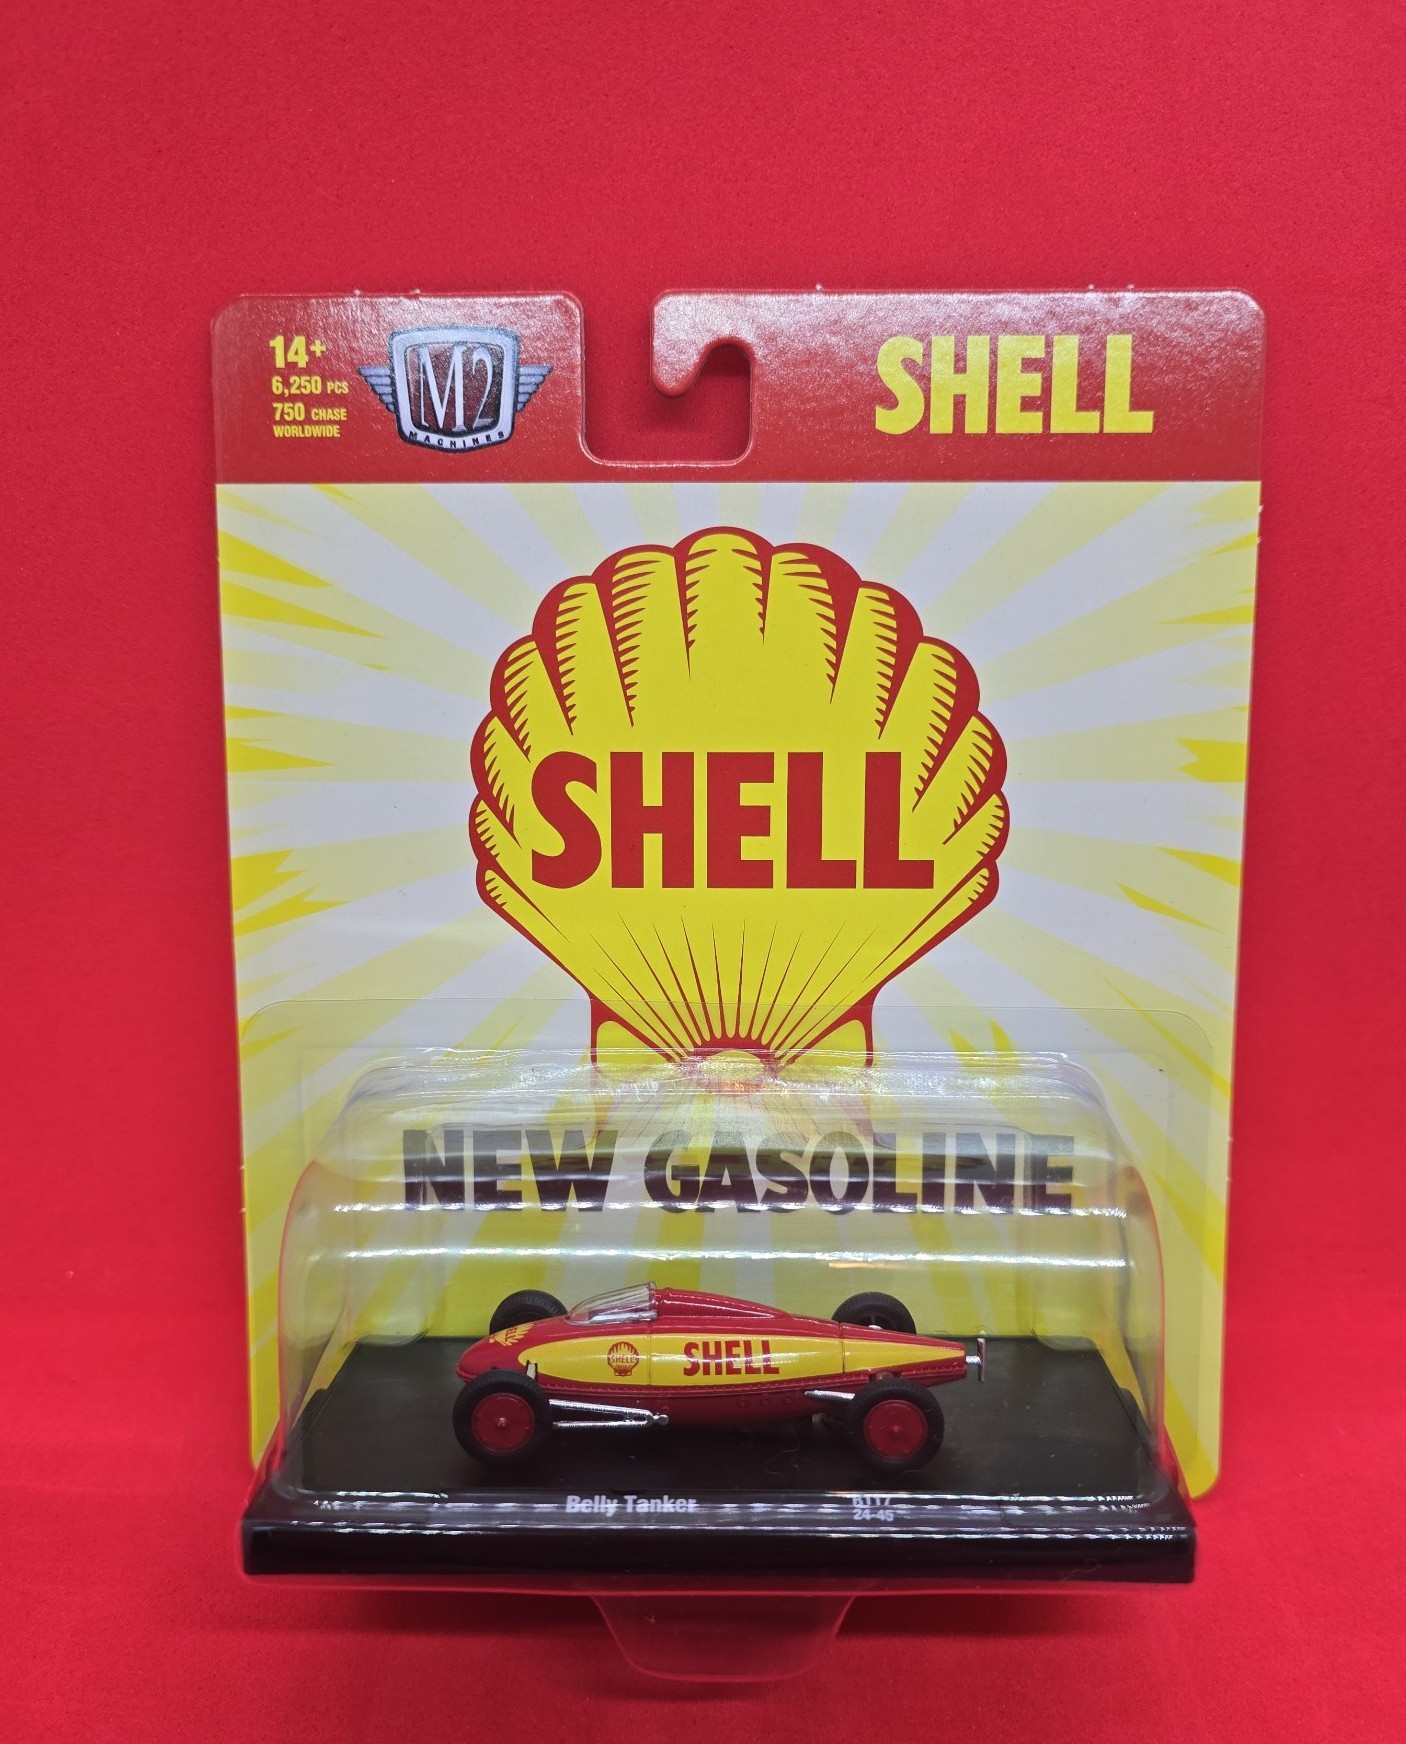 14+
6,250 PCS
750 CHASE
WORLDWIDE
M2
MACHINES
SHELL
SHELL
NEW GASOLINE
SHELL
SHELL
Belly Tanker
24-45